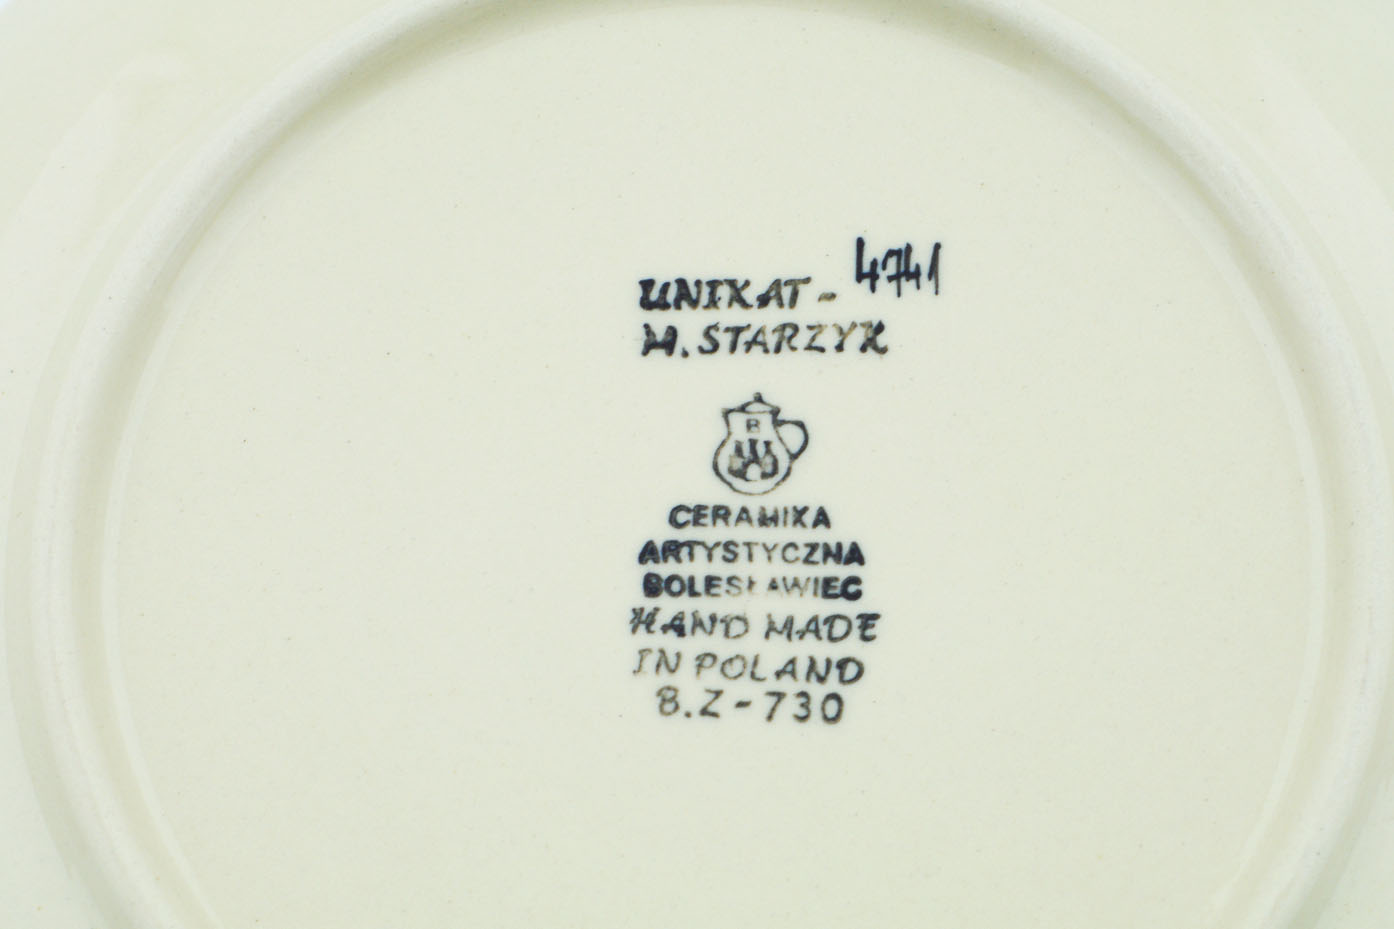 UNIKAT - 4741
M. STARZYK
B
CERAMIKA
ARTYSTYCZNA
BOLESŁAWIEC
HAND MADE
IN POLAND
B.Z-730